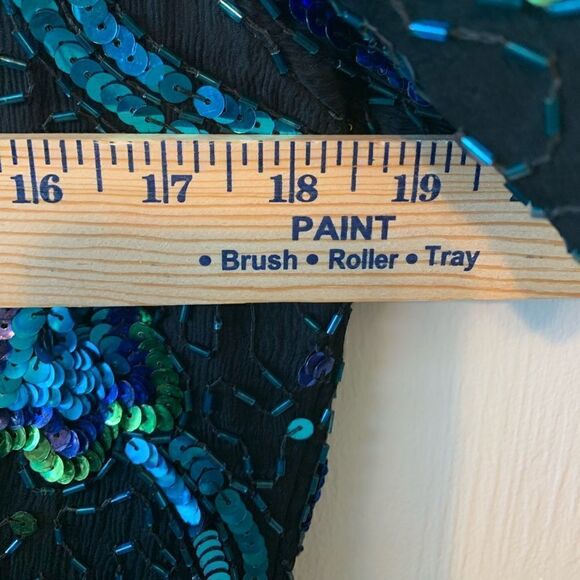 16 17 18 19
PAINT
• Brush • Roller • Tray